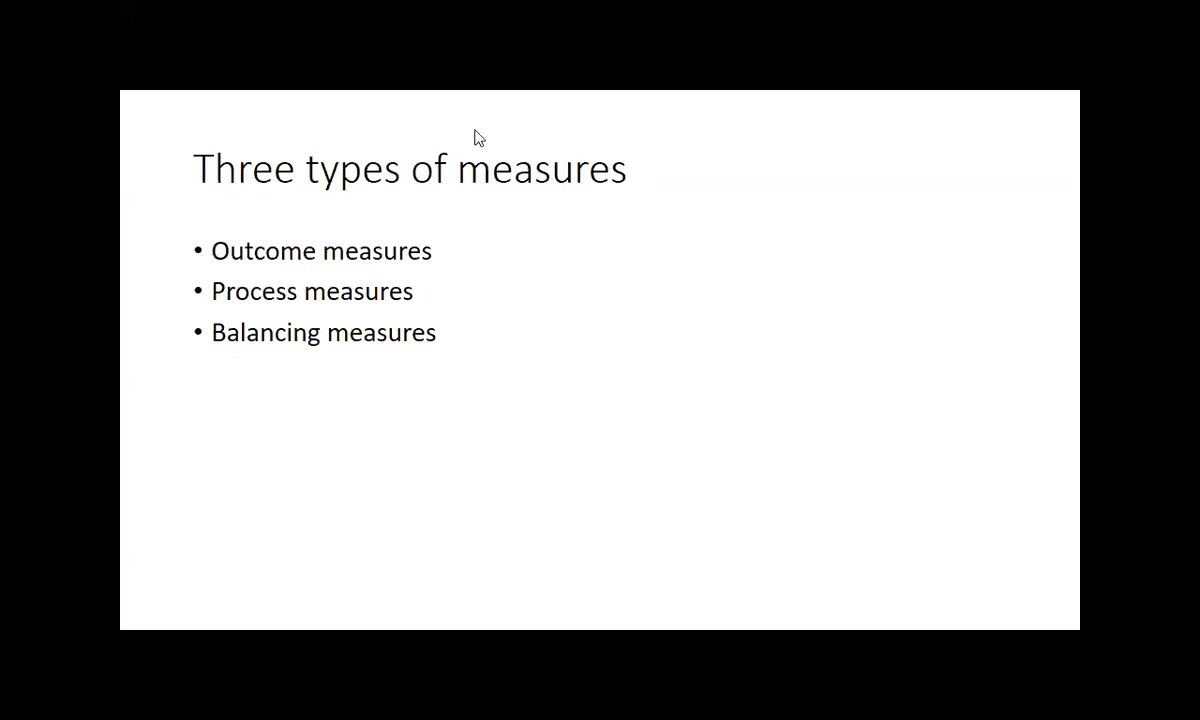 Three types of measures
• Outcome measures
• Process measures
• Balancing measures